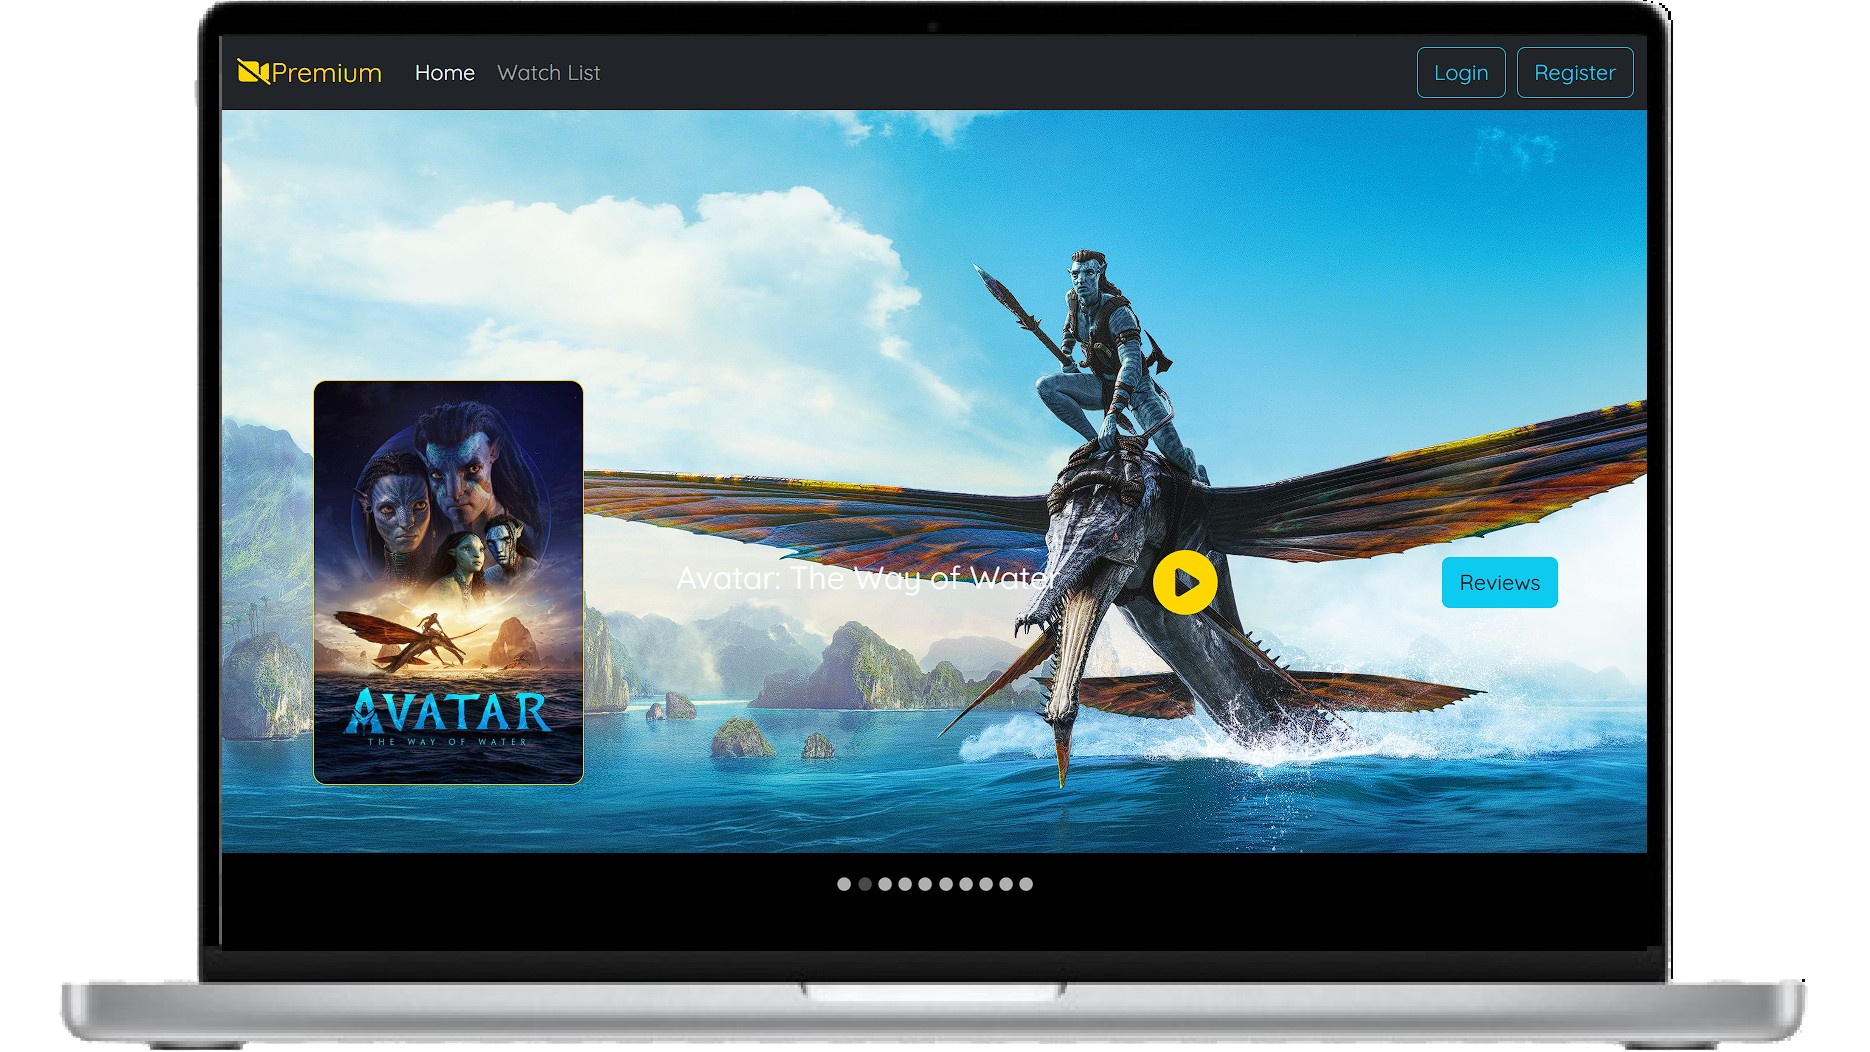 Premium Home Watch List Login Register
Avatar: The Way of Water
Reviews
AVATAR
THE WAY OF WATER